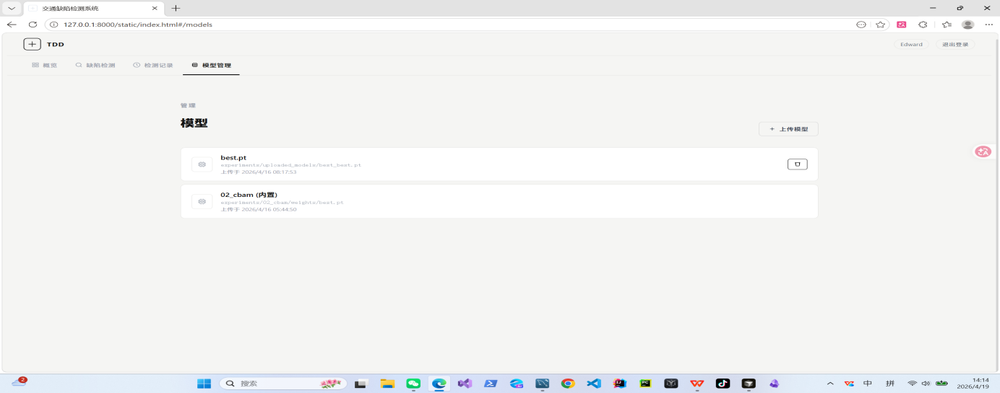 交通缺陷检测系统
127.0.0.1:8000/static/index.html#/models
TDD
Edward
退出登录
概览
缺陷检测
检测记录
模型管理
管理
模型
+ 上传模型
best.pt
experiments/uploaded_models/best_best.pt
上传于 2026/4/16 08:17:53
02_cbam (内置)
experiments/02_cbam/weights/best.pt
上传于 2026/4/16 05:44:50
2
搜索
中
拼
14:14
2026/4/19